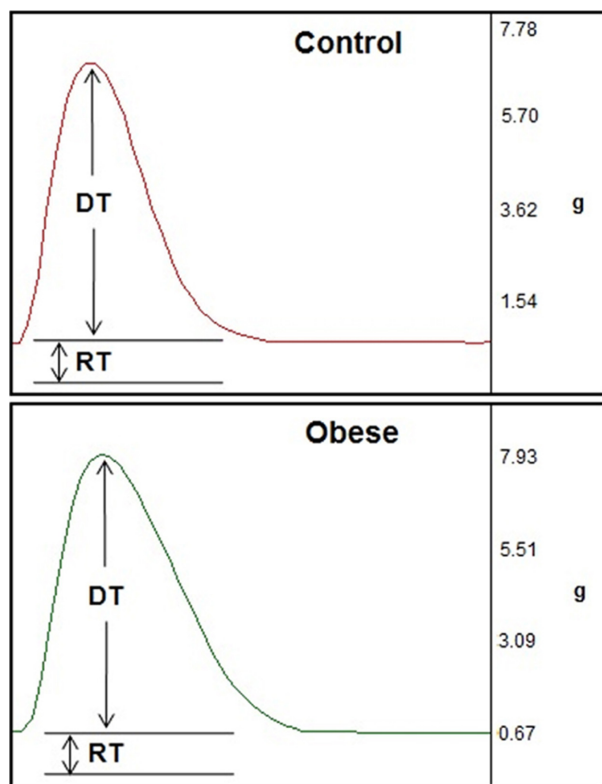 Control
7.78
5.70
DT
3.62
g
1.54
RT
Obese
7.93
5.51
DT
g
3.09
RT
0.67